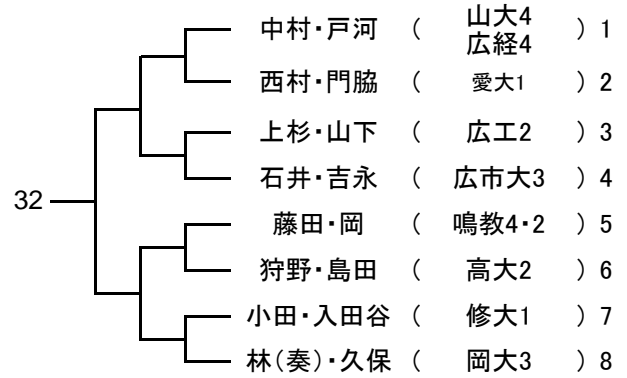 中村・戸河 ( 山大4 広経4 ) 1
西村・門脇 ( 愛大1 ) 2
上杉・山下 ( 広工2 ) 3
石井・吉永 ( 広市大3 ) 4
32
藤田・岡 ( 鳴教4・2 ) 5
狩野・島田 ( 高大2 ) 6
小田・入田谷 ( 修大1 ) 7
林(奏)・久保 ( 岡大3 ) 8